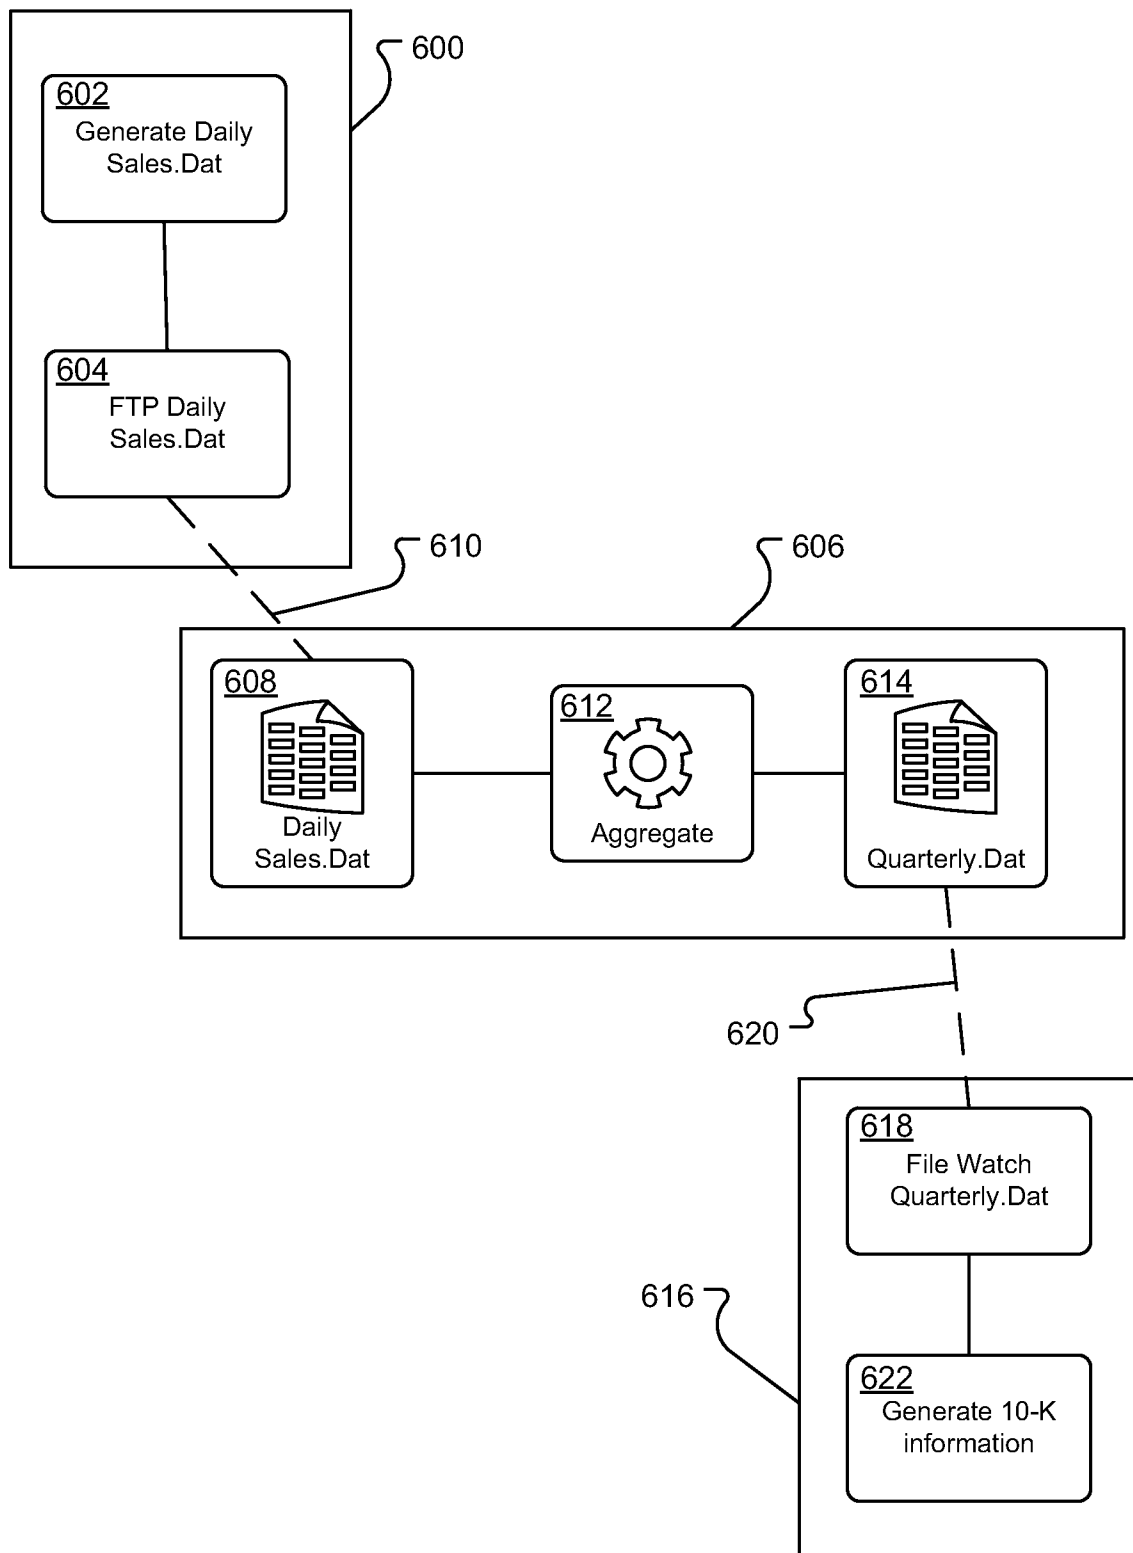 600
602
Generate Daily
Sales.Dat
604
FTP Daily
Sales.Dat
610
606
608
Daily
Sales.Dat
612
Aggregate
614
Quarterly.Dat
620
618
File Watch
Quarterly.Dat
616
622
Generate 10-K
information